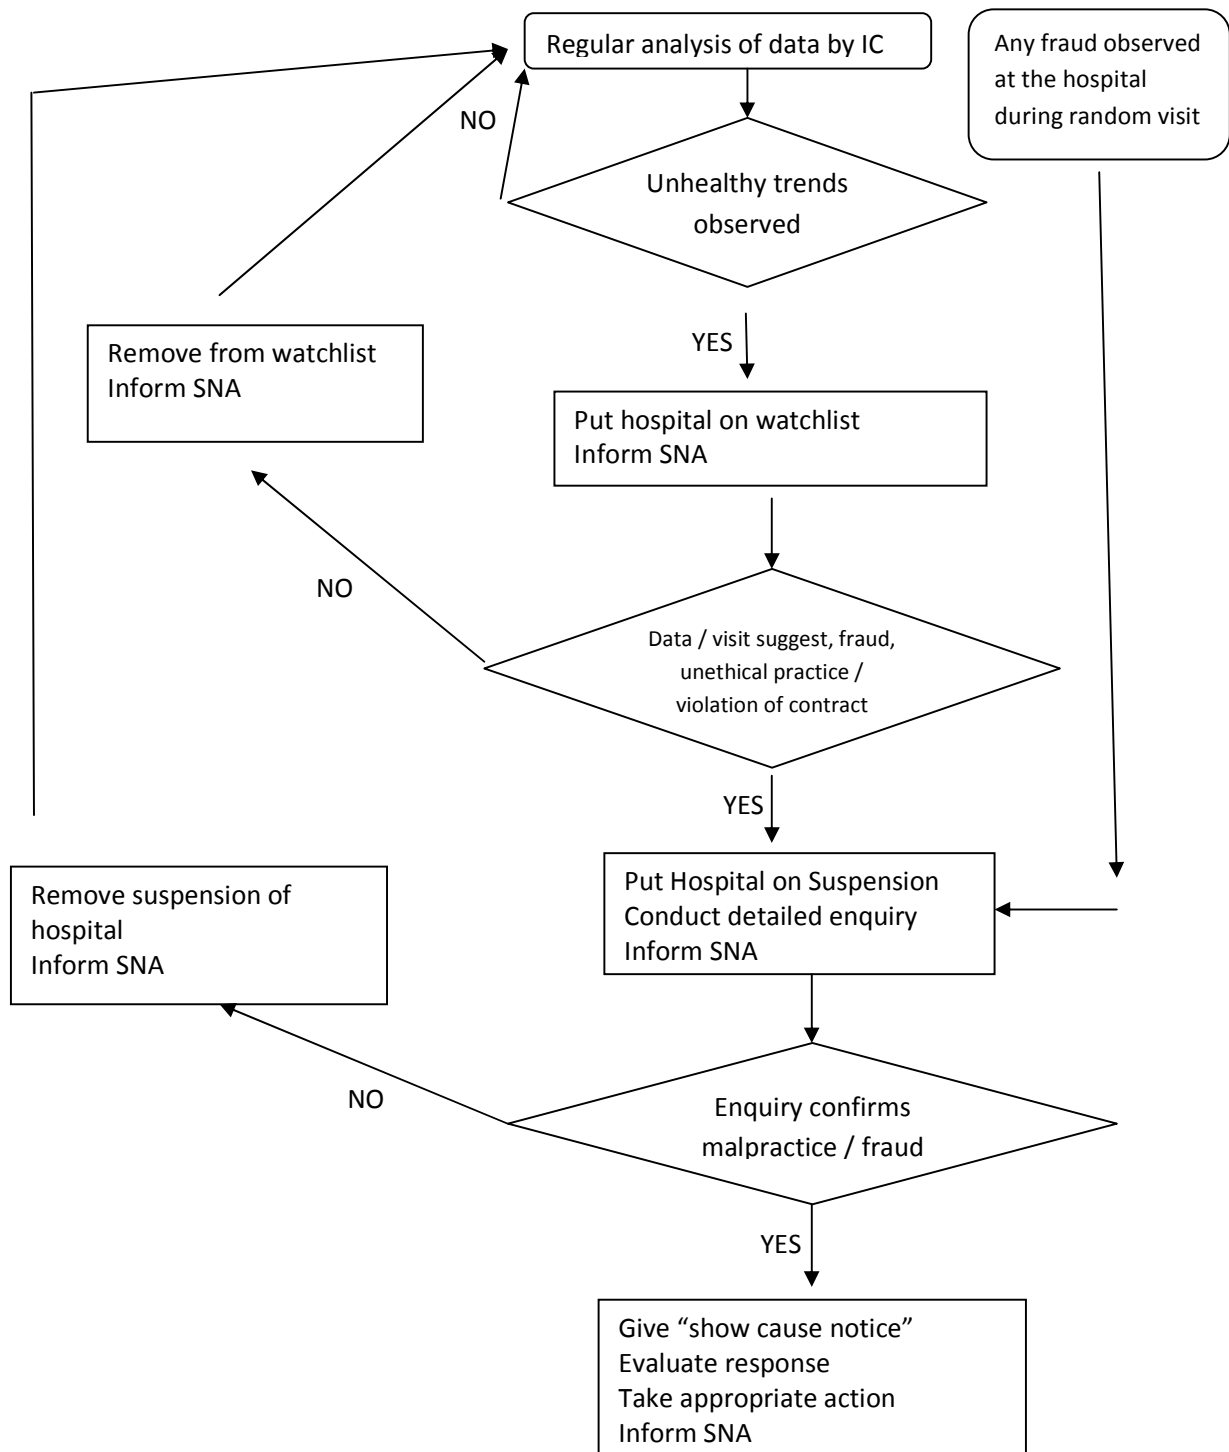 Regular analysis of data by IC
Any fraud observed
at the hospital
during random visit
NO
Unhealthy trends
observed
YES
Remove from watchlist
Inform SNA
Put hospital on watchlist
Inform SNA
NO
Data / visit suggest, fraud,
unethical practice /
violation of contract
YES
Remove suspension of
hospital
Inform SNA
Put Hospital on Suspension
Conduct detailed enquiry
Inform SNA
NO
Enquiry confirms
malpractice / fraud
YES
Give “show cause notice”
Evaluate response
Take appropriate action
Inform SNA